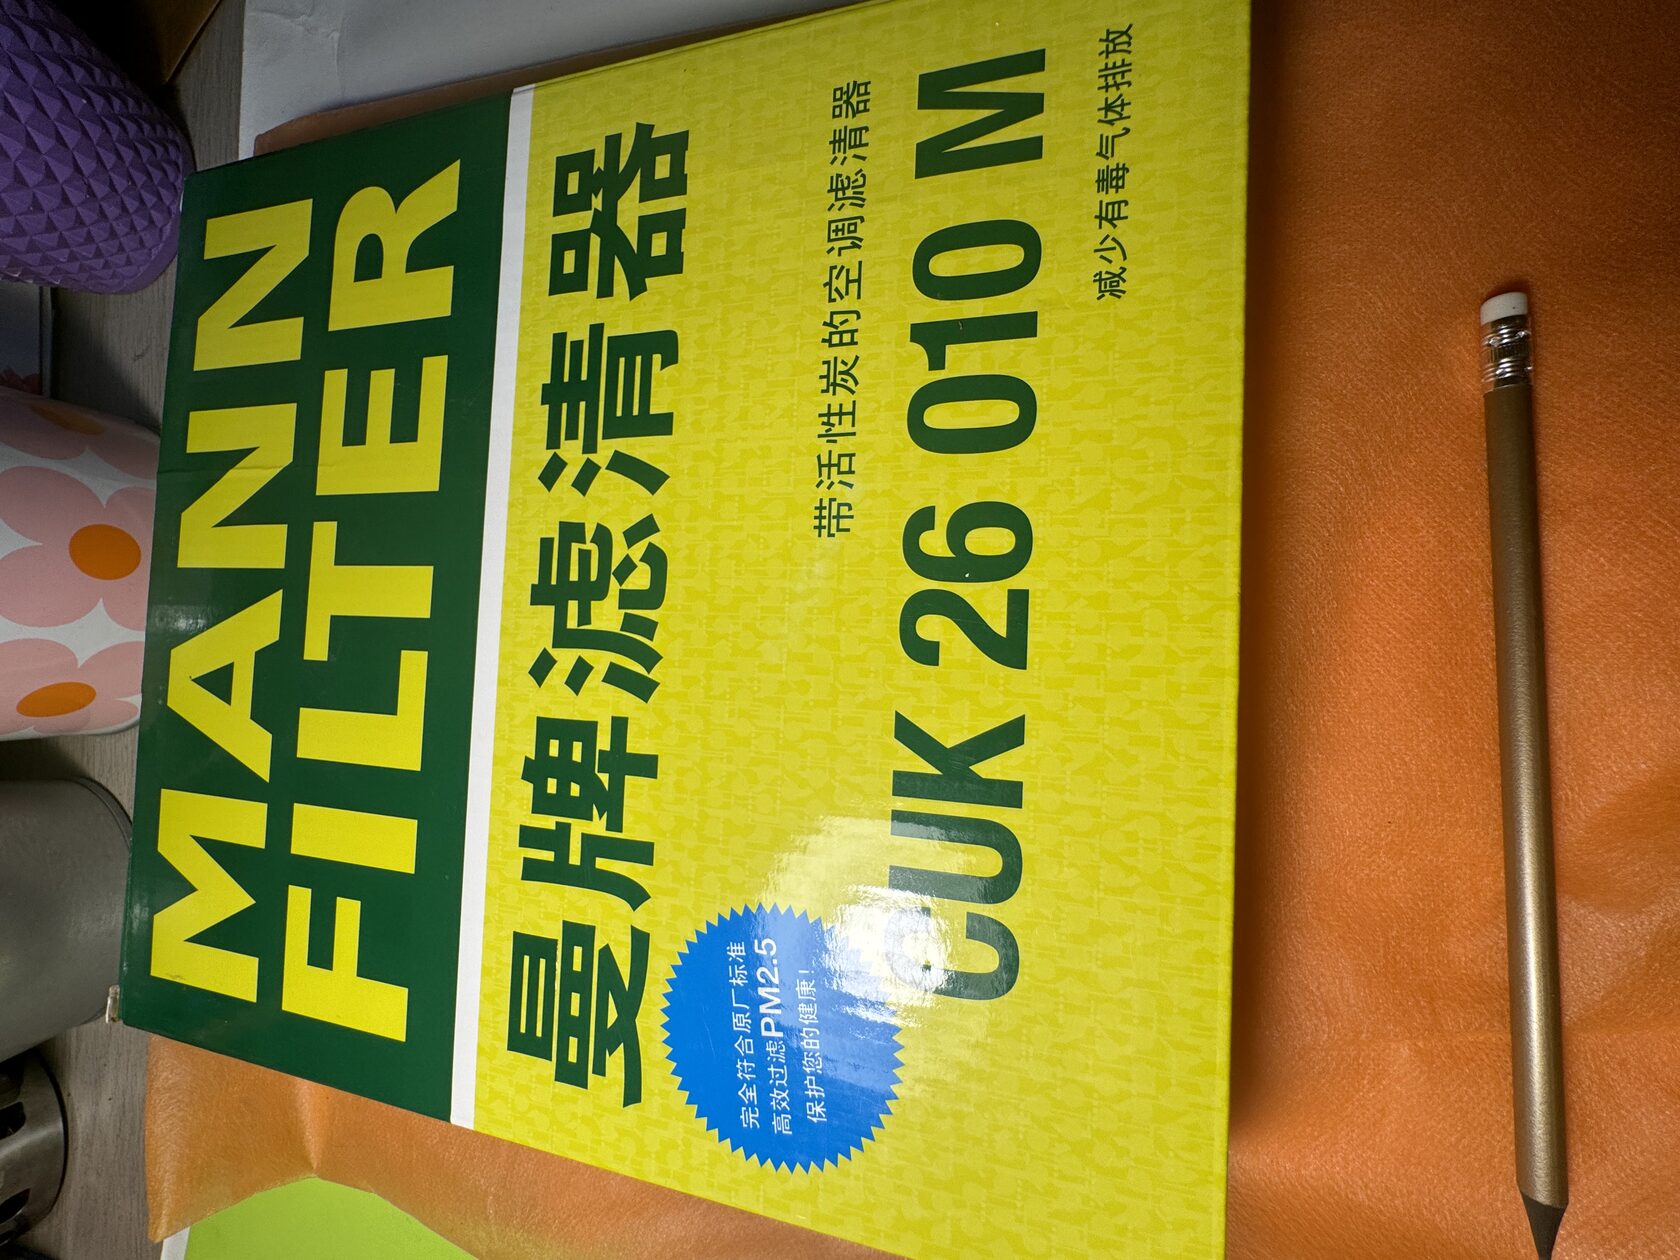 MANN
FILTER
曼牌滤清器
带活性炭的空调滤清器
CUK 26 010 M
减少有毒气体排放
完全符合原厂标准
高效过滤PM2.5
保护您的健康!